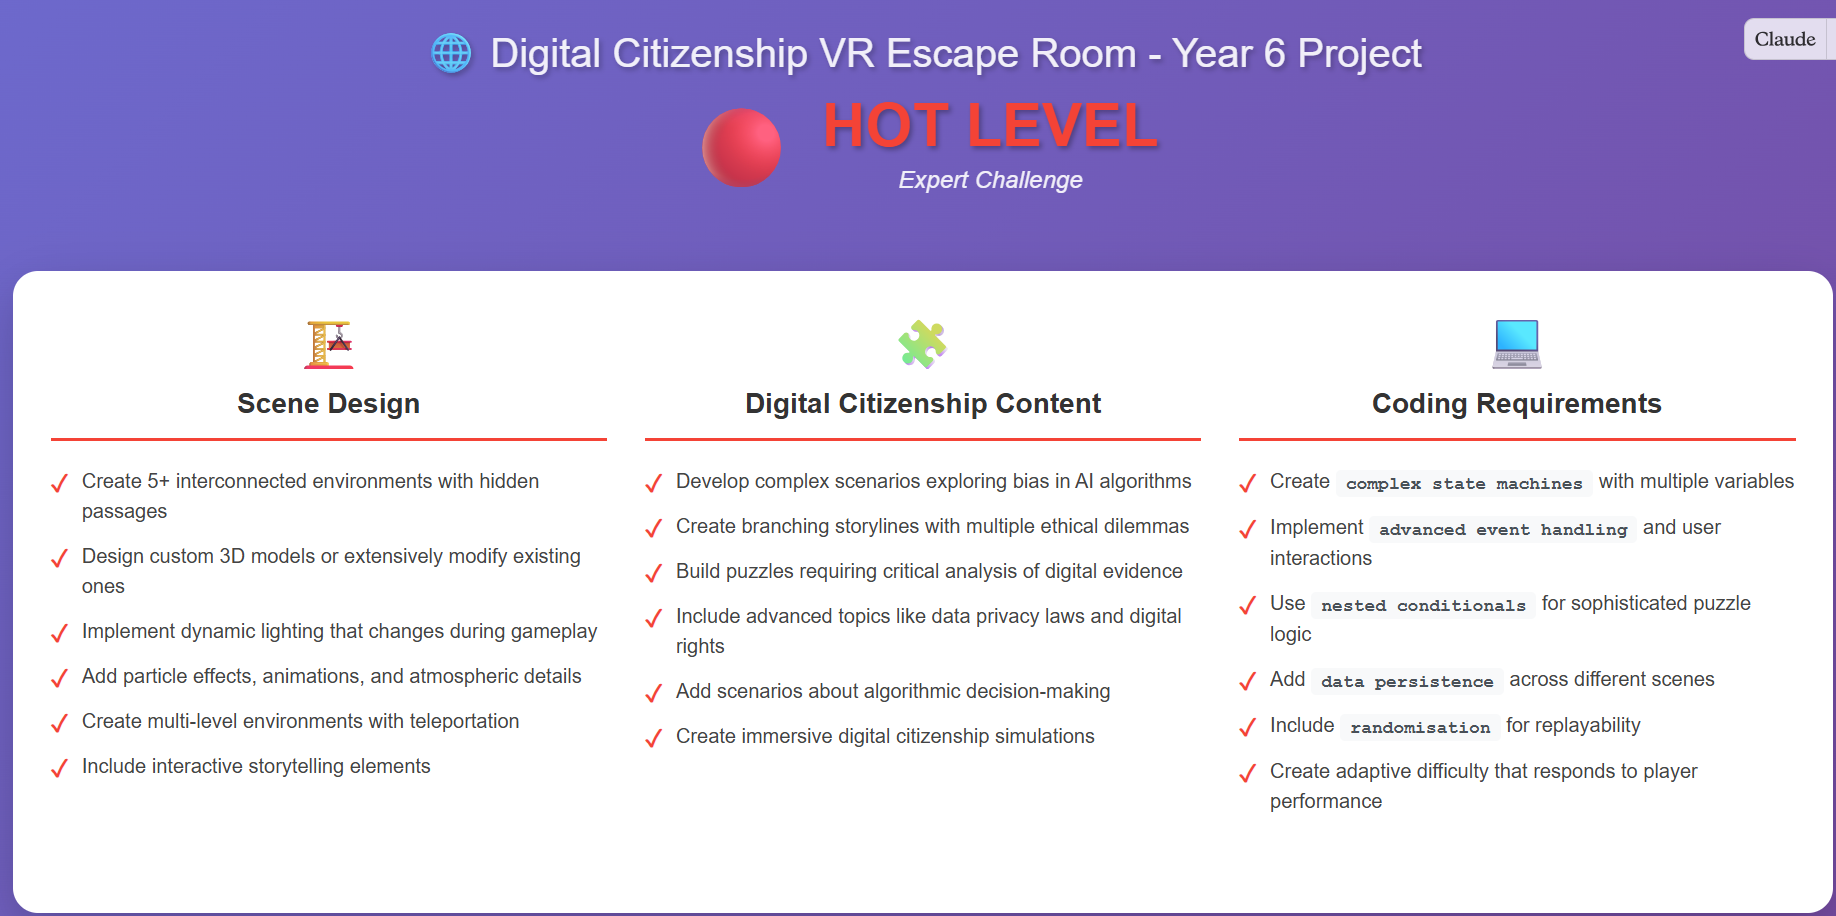 Digital Citizenship VR Escape Room - Year 6 Project
Claude
HOT LEVEL
Expert Challenge
Scene Design
Create 5+ interconnected environments with hidden
passages
Design custom 3D models or extensively modify existing
ones
Implement dynamic lighting that changes during gameplay
Add particle effects, animations, and atmospheric details
Create multi-level environments with teleportation
Include interactive storytelling elements
Digital Citizenship Content
Develop complex scenarios exploring bias in AI algorithms
Create branching storylines with multiple ethical dilemmas
Build puzzles requiring critical analysis of digital evidence
Include advanced topics like data privacy laws and digital
rights
Add scenarios about algorithmic decision-making
Create immersive digital citizenship simulations
Coding Requirements
Create complex state machines with multiple variables
Implement advanced event handling and user
interactions
Use nested conditionals for sophisticated puzzle
logic
Add data persistence across different scenes
Include randomisation for replayability
Create adaptive difficulty that responds to player
performance